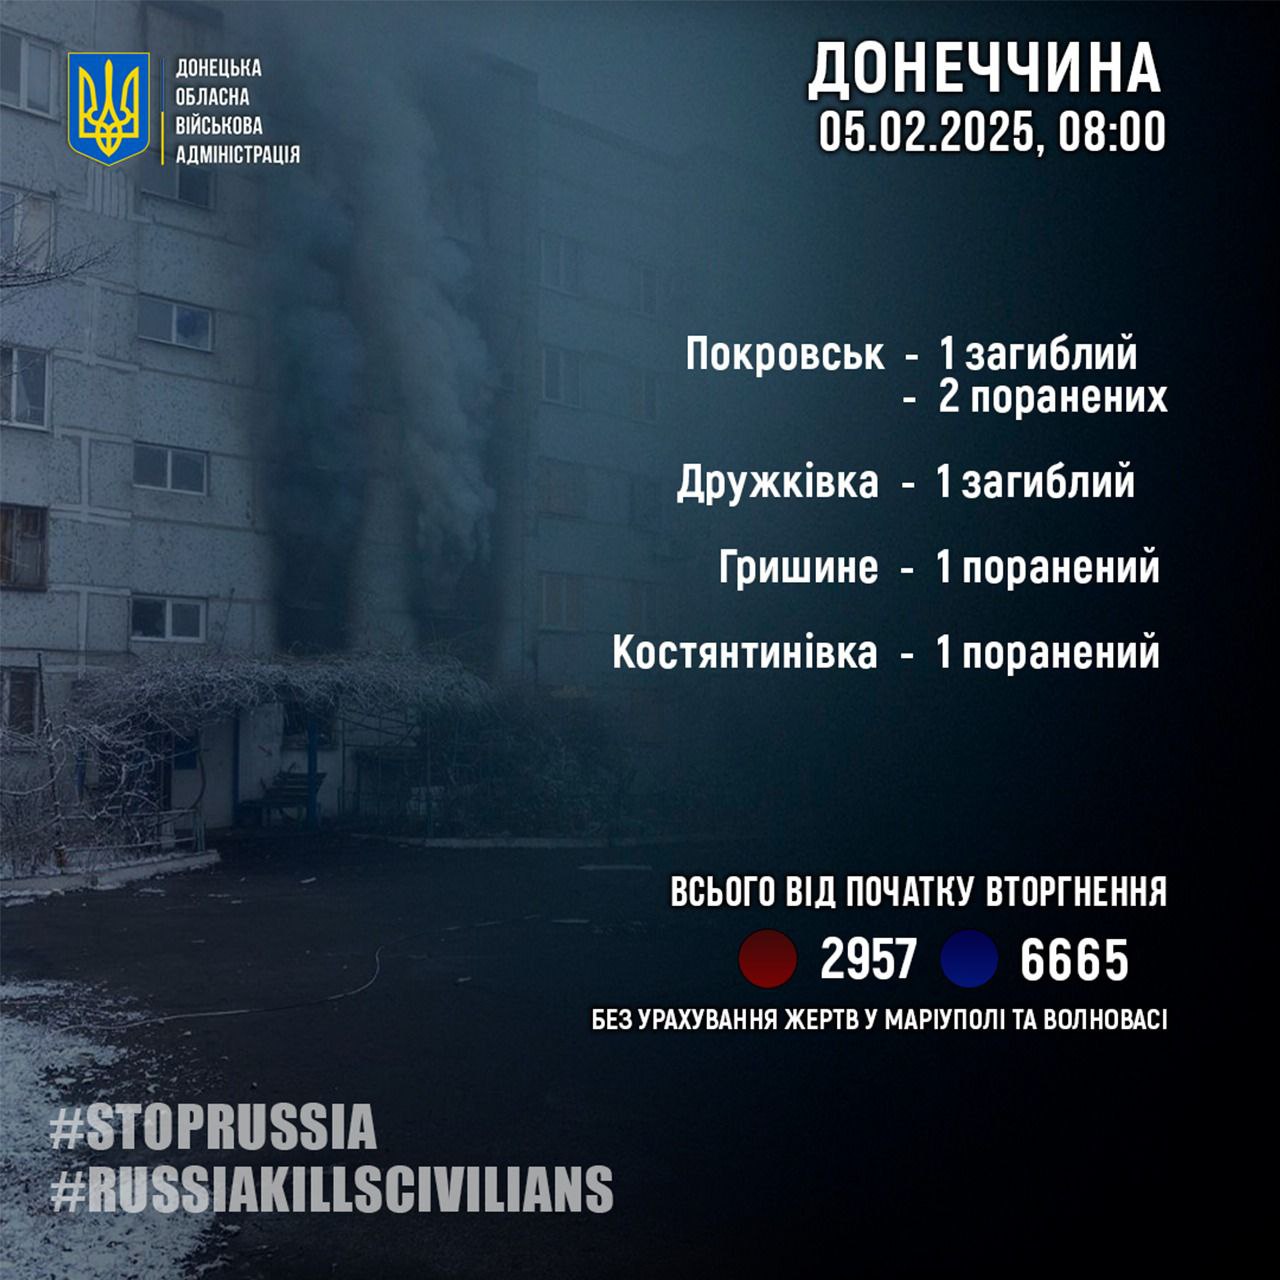 ДОНЕЦЬКА
ОБЛАСНА
ВІЙСЬКОВА
АДМІНІСТРАЦІЯ
ДОНЕЧЧИНА
05.02.2025, 08:00
Покровськ - 1 загиблий
- 2 поранених
Дружківка - 1 загиблий
Гришине - 1 поранений
Костянтинівка - 1 поранений
ВСЬОГО ВІД ПОЧАТКУ ВТОРГНЕННЯ
2957 6665
БЕЗ УРАХУВАННЯ ЖЕРТВ У МАРІУПОЛІ ТА ВОЛНОВАСІ
#STOPRUSSIA
#RUSSIAKILLSCIVILIANS